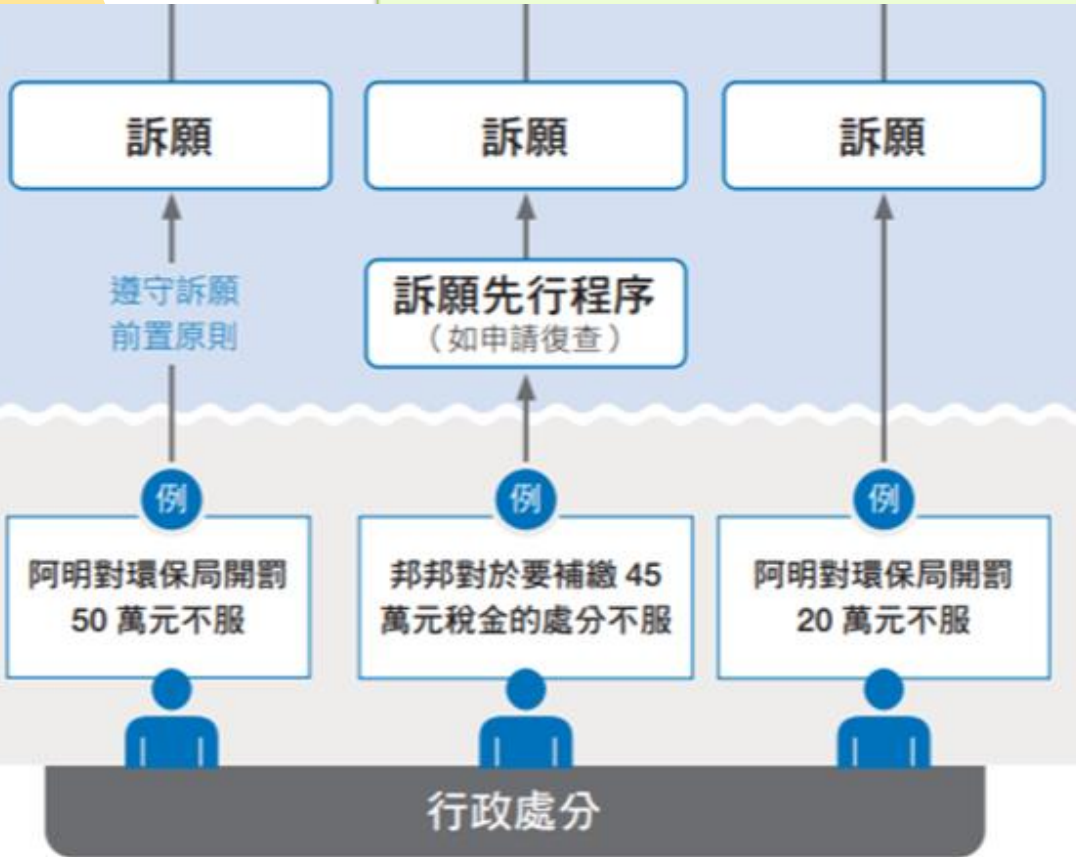 訴願
訴願
訴願
遵守訴願
前置原則
訴願先行程序
（如申請復查）
例
例
例
阿明對環保局開罰
50 萬元不服
邦邦對於要補繳 45
萬元稅金的處分不服
阿明對環保局開罰
20 萬元不服
行政處分